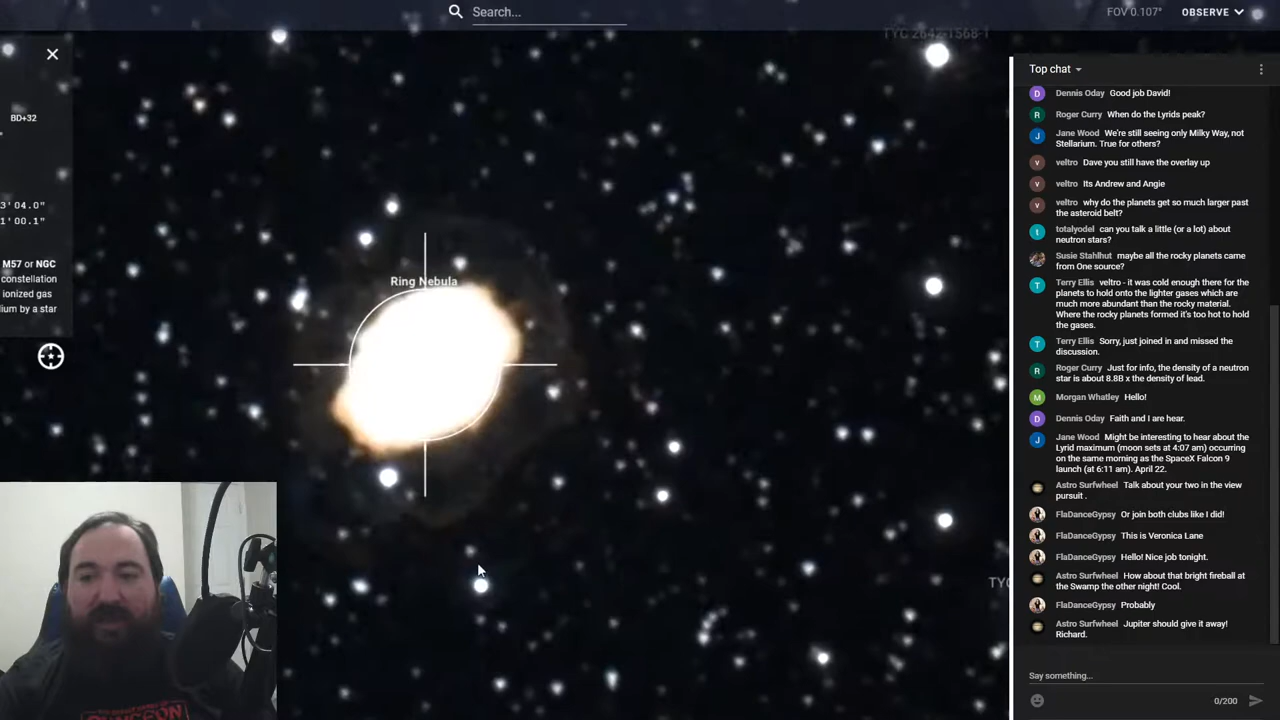 Search...
FOV 0.107°
OBSERVE
TYC 2642-1568-1
BD+32
3'04.0"
1'00.1"
M57 or NGC
constellation
ionized gas
ium by a star
Ring Nebula
TYC
Top chat
D Dennis Oday Good job David!
R Roger Curry When do the Lyrids peak?
J Jane Wood We're still seeing only Milky Way, not
Stellarium. True for others?
v veltro Dave you still have the overlay up
v veltro Its Andrew and Angie
v veltro why do the planets get so much larger past
the asteroid belt?
t totalyodel can you talk a little (or a lot) about
neutron stars?
Susie Stahlhut maybe all the rocky planets came
from One source?
T Terry Ellis veltro - it was cold enough there for the
planets to hold onto the lighter gases which are
much more abundant than the rocky material.
Where the rocky planets formed it's too hot to hold
the gases.
T Terry Ellis Sorry, just joined in and missed the
discussion.
R Roger Curry Just for info, the density of a neutron
star is about 8.8B x the density of lead.
M Morgan Whatley Hello!
D Dennis Oday Faith and I are hear.
J Jane Wood Might be interesting to hear about the
Lyrid maximum (moon sets at 4:07 am) occurring
on the same morning as the SpaceX Falcon 9
launch (at 6:11 am). April 22.
Astro Surfwheel Talk about your two in the view
pursuit .
FlaDanceGypsy Or join both clubs like I did!
FlaDanceGypsy This is Veronica Lane
FlaDanceGypsy Hello! Nice job tonight.
Astro Surfwheel How about that bright fireball at
the Swamp the other night! Cool.
FlaDanceGypsy Probably
Astro Surfwheel Jupiter should give it away!
Richard.
Say something...
0/200